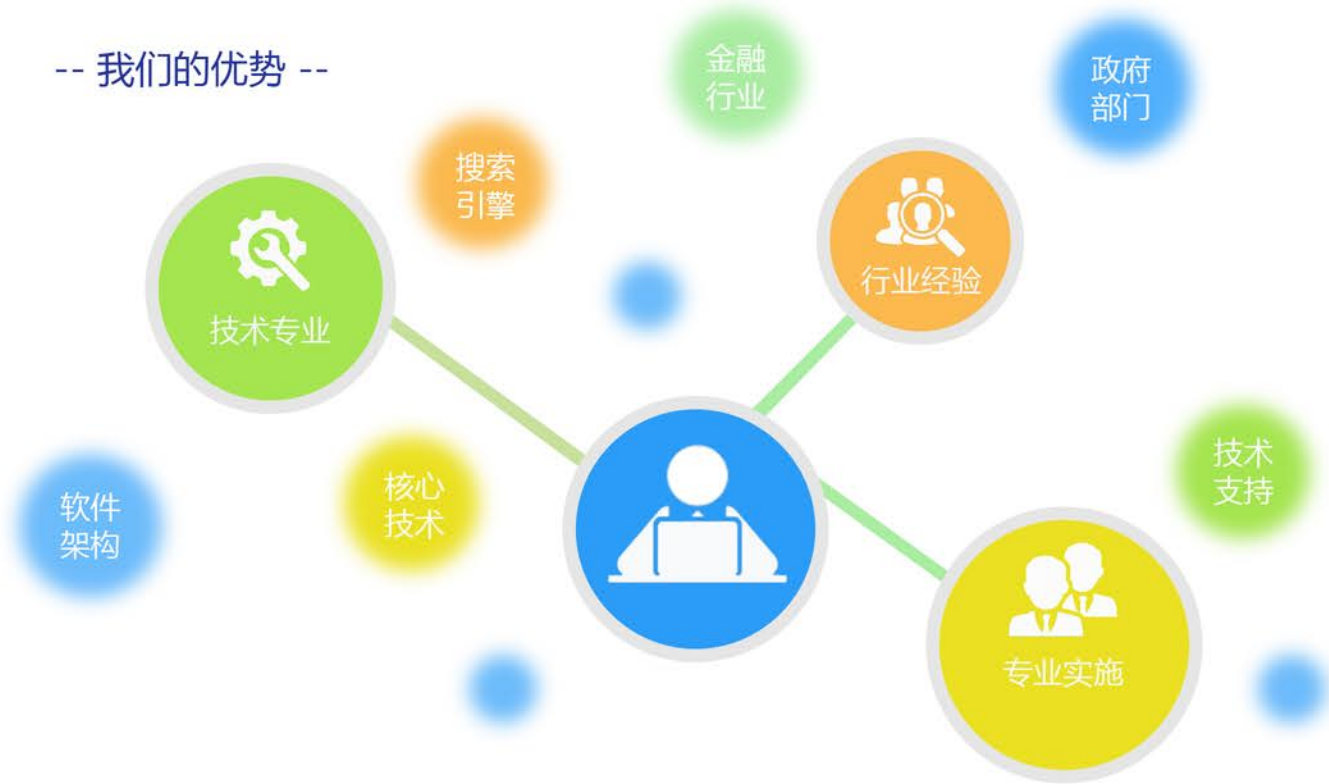 -- 我们的优势 --
金融
行业
政府
部门
搜索
引擎
行业经验
技术专业
技术
支持
核心
技术
软件
架构
专业实施